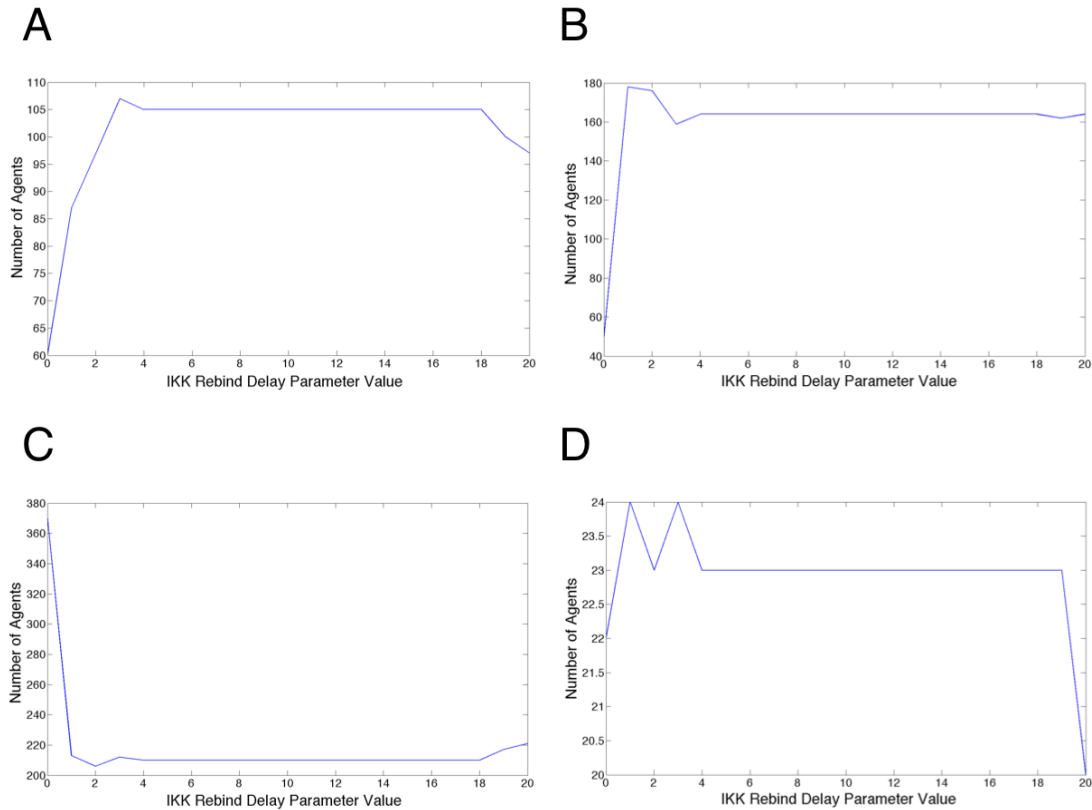 A
110
105
100
95
90
85
80
75
70
65
60
Number of Agents
0 2 4 6 8 10 12 14 16 18 20
IKK Rebind Delay Parameter Value
B
180
160
140
120
100
80
60
40
Number of Agents
0 2 4 6 8 10 12 14 16 18 20
IKK Rebind Delay Parameter Value
C
380
360
340
320
300
280
260
240
220
200
Number of Agents
0 2 4 6 8 10 12 14 16 18 20
IKK Rebind Delay Parameter Value
D
24
23.5
23
22.5
22
21.5
21
20.5
20
Number of Agents
0 2 4 6 8 10 12 14 16 18 20
IKK Rebind Delay Parameter Value